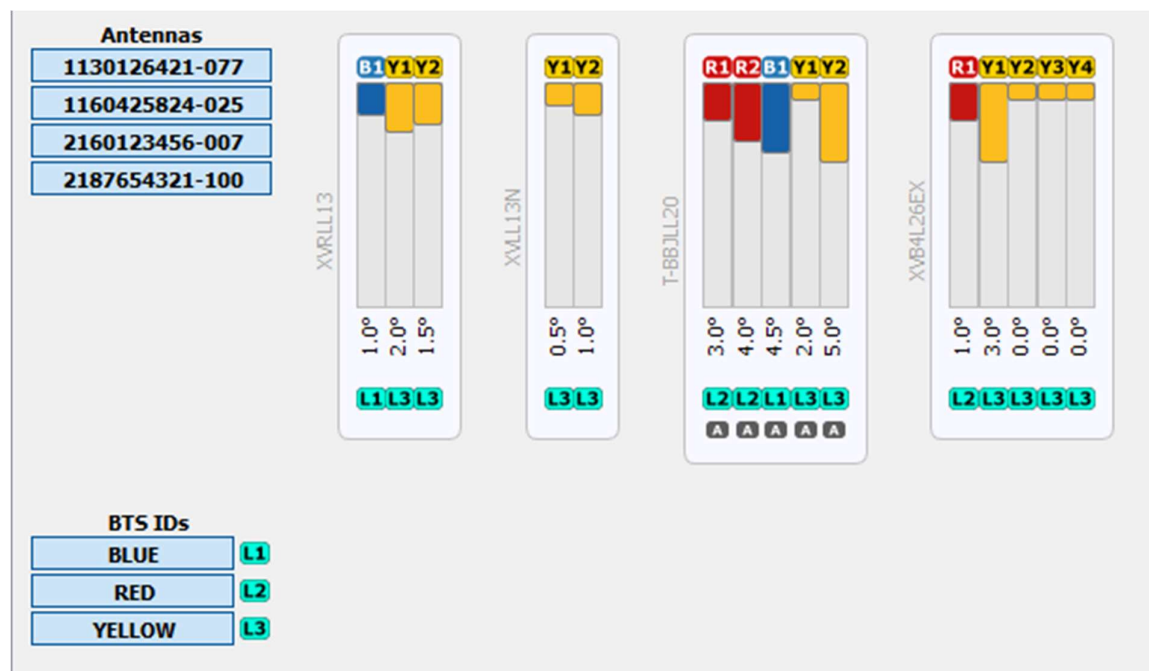 Antennas
1130126421-077
1160425824-025
2160123456-007
2187654321-100
XVRLL13
B1 Y1 Y2
1.0° 2.0° 1.5°
L1 L3 L3
XVLL13N
Y1 Y2
0.5° 1.0°
L3 L3
T-BBJLL20
R1 R2 B1 Y1 Y2
3.0° 4.0° 4.5° 2.0° 5.0°
L2 L2 L1 L3 L3
A A A A A
XVB4L26EX
R1 Y1 Y2 Y3 Y4
1.0° 3.0° 0.0° 0.0° 0.0°
L2 L3 L3 L3 L3
BTS IDs
BLUE L1
RED L2
YELLOW L3